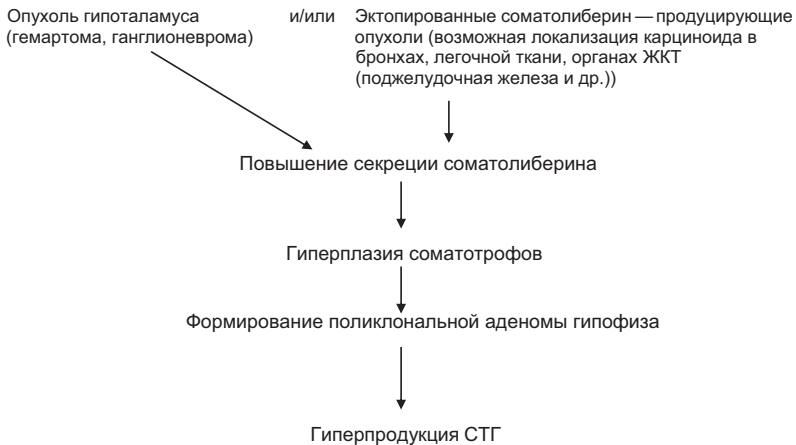 Опухоль гипоталамуса
(гемартома, ганглионеврома)
и/или
Эктопированные соматолиберин — продуцирующие
опухоли (возможная локализация карциноида в
бронхах, легочной ткани, органах ЖКТ
(поджелудочная железа и др.))
Повышение секреции соматолиберина
Гиперплазия соматотрофов
Формирование поликлональной аденомы гипофиза
Гиперпродукция СТГ